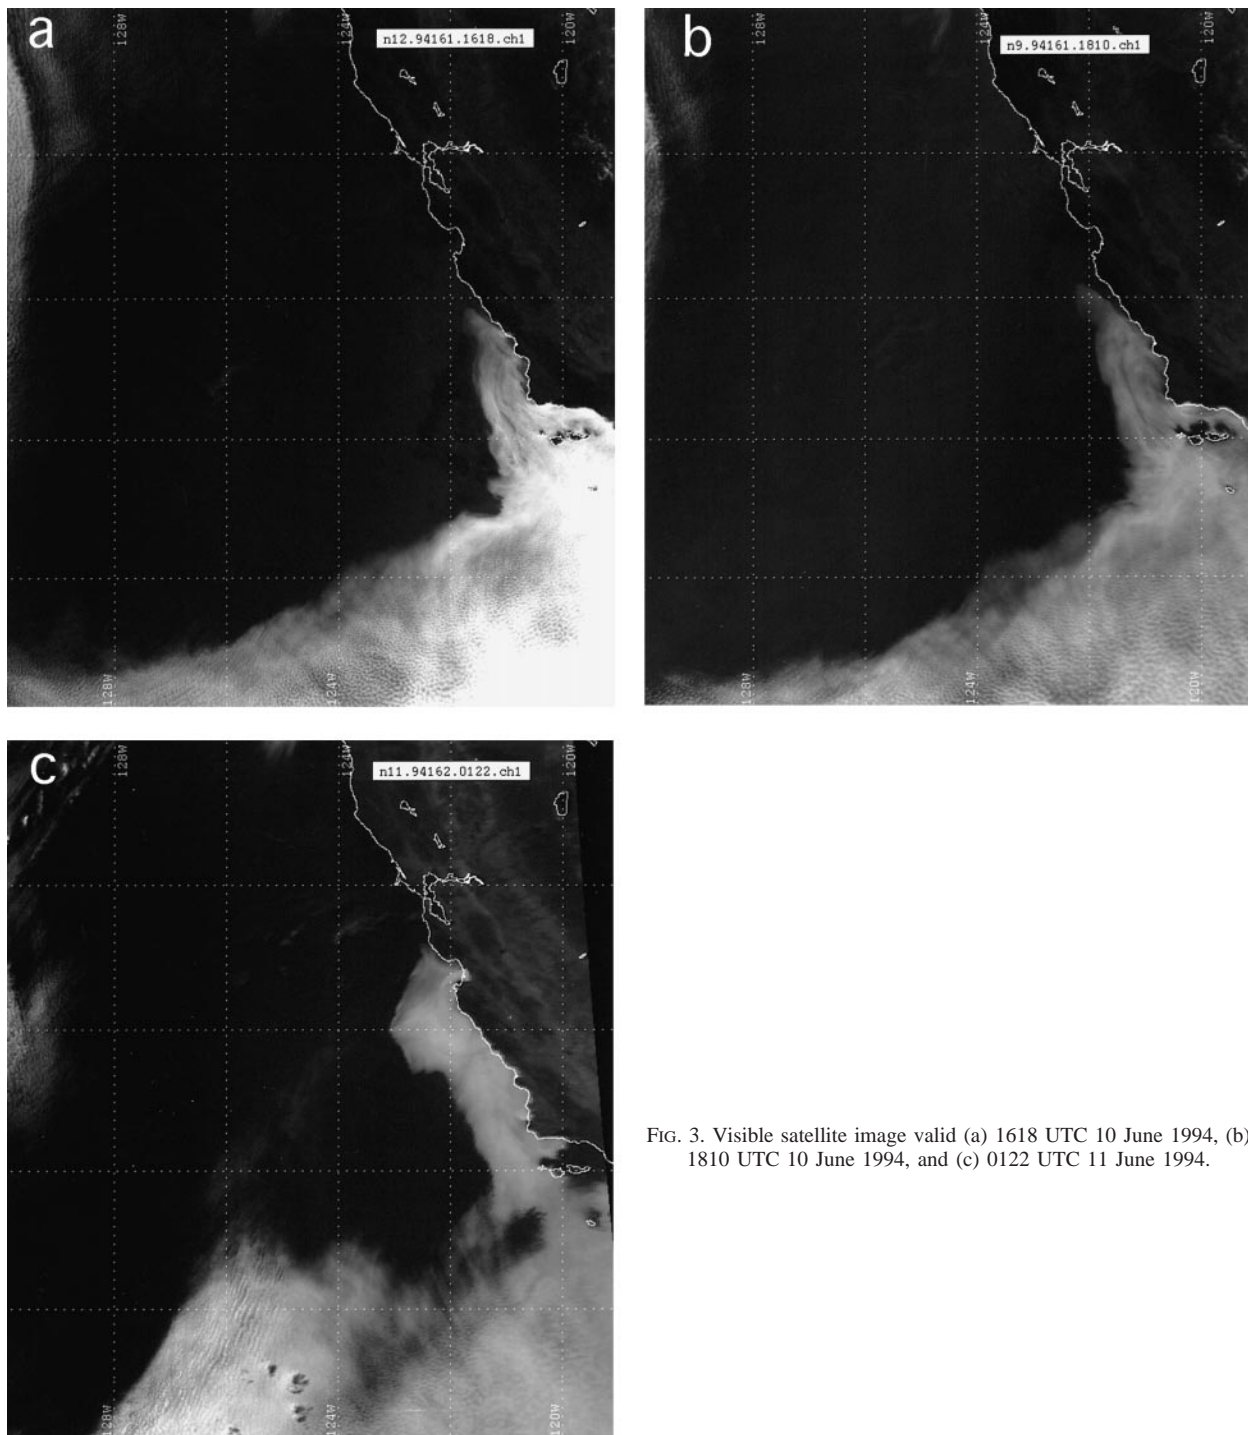 a
128W
124W
120W
n12.94161.1618.ch1
128W
124W
b
128W
124W
120W
n9.94161.1810.ch1
128W
124W
120W
c
128W
124W
120W
n11.94162.0122.ch1
128W
124W
120W
FIG. 3. Visible satellite image valid (a) 1618 UTC 10 June 1994, (b)
1810 UTC 10 June 1994, and (c) 0122 UTC 11 June 1994.